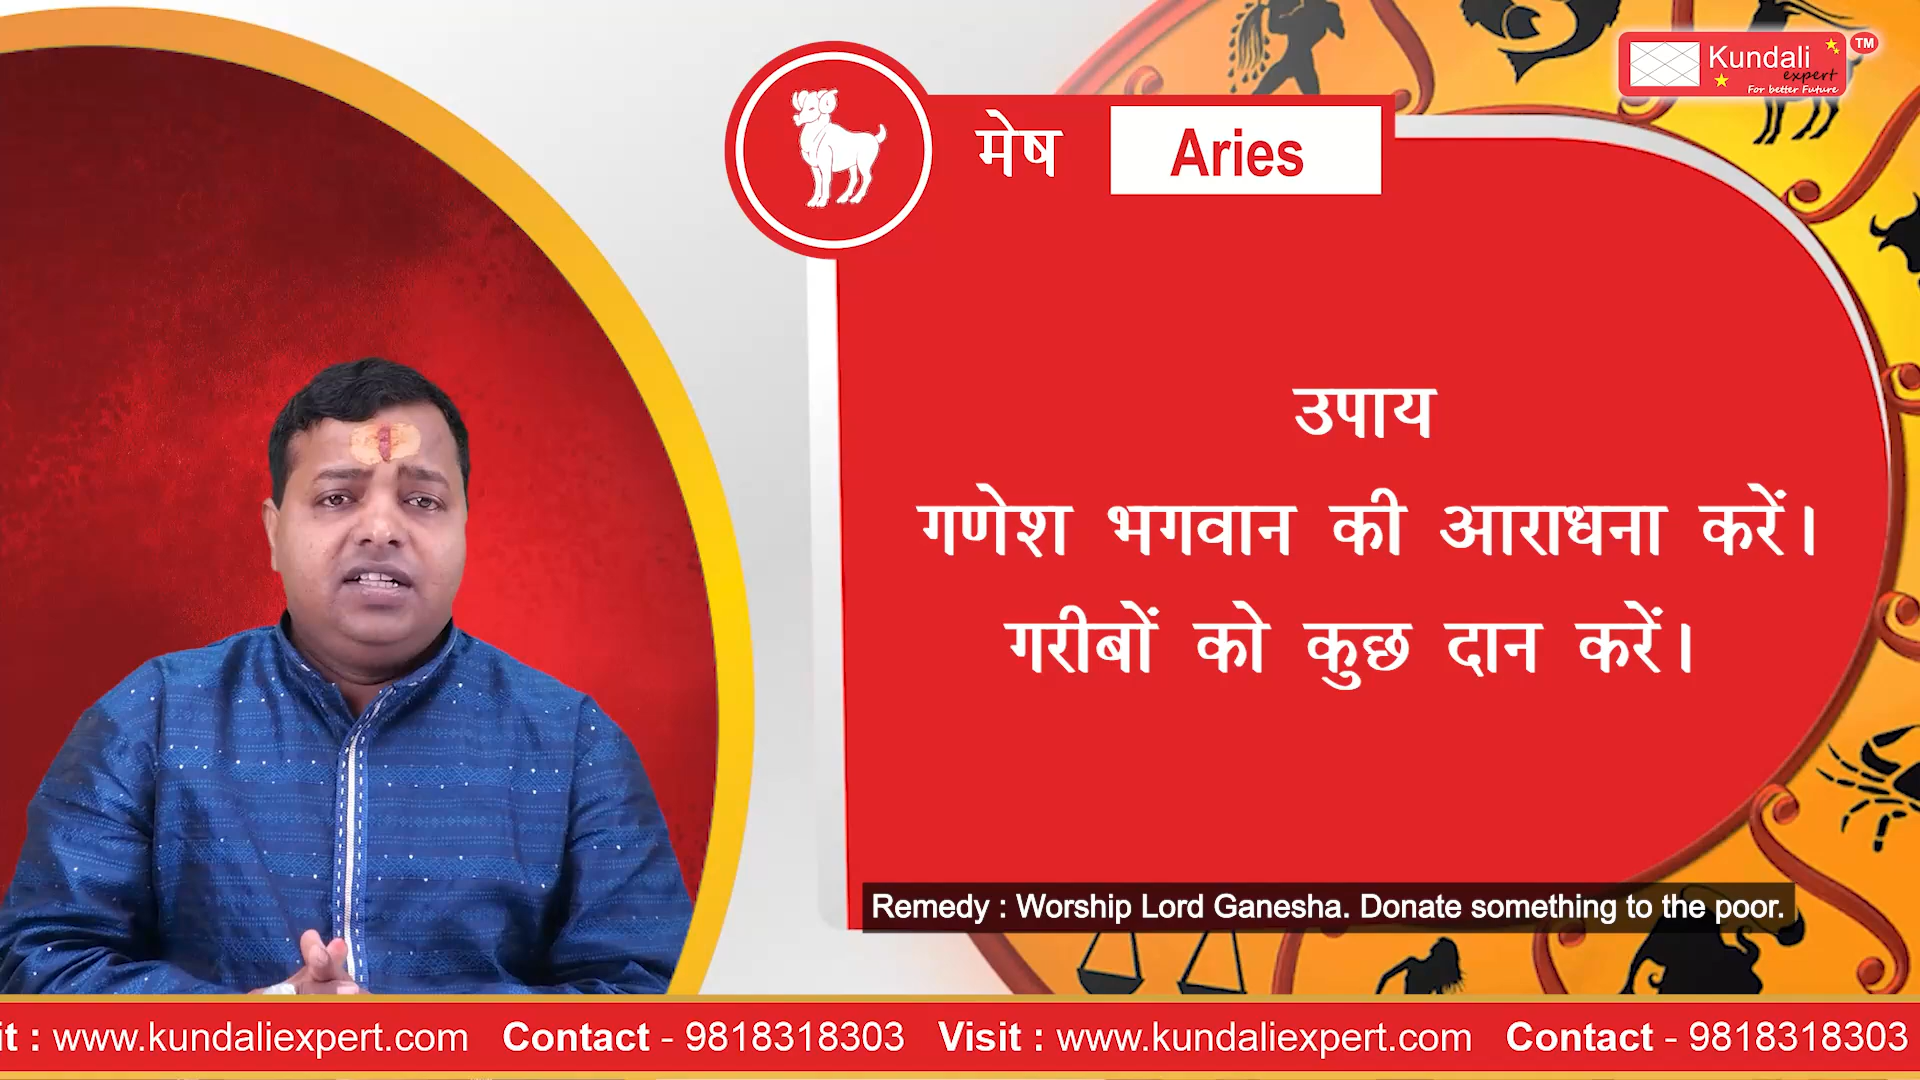 Kundali
expert
For better Future
TM
मेष
Aries
उपाय
गणेश भगवान की आराधना करें।
गरीबों को कुछ दान करें।
Remedy : Worship Lord Ganesha. Donate something to the poor.
it : www.kundaliexpert.com Contact - 9818318303 Visit : www.kundaliexpert.com Contact - 9818318303